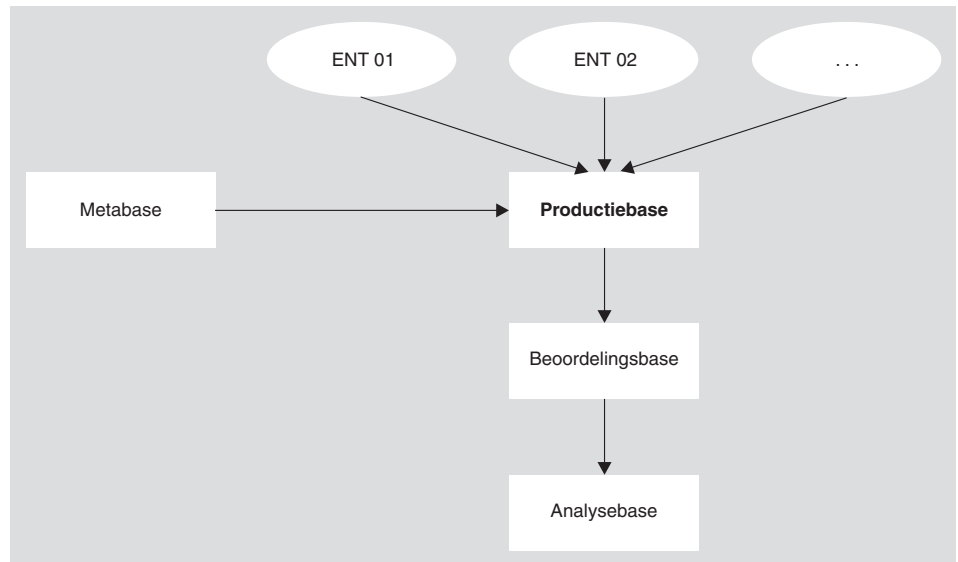 ENT 01
ENT 02
. . .
Metabase
Productiebase
Beoordelingsbase
Analysebase